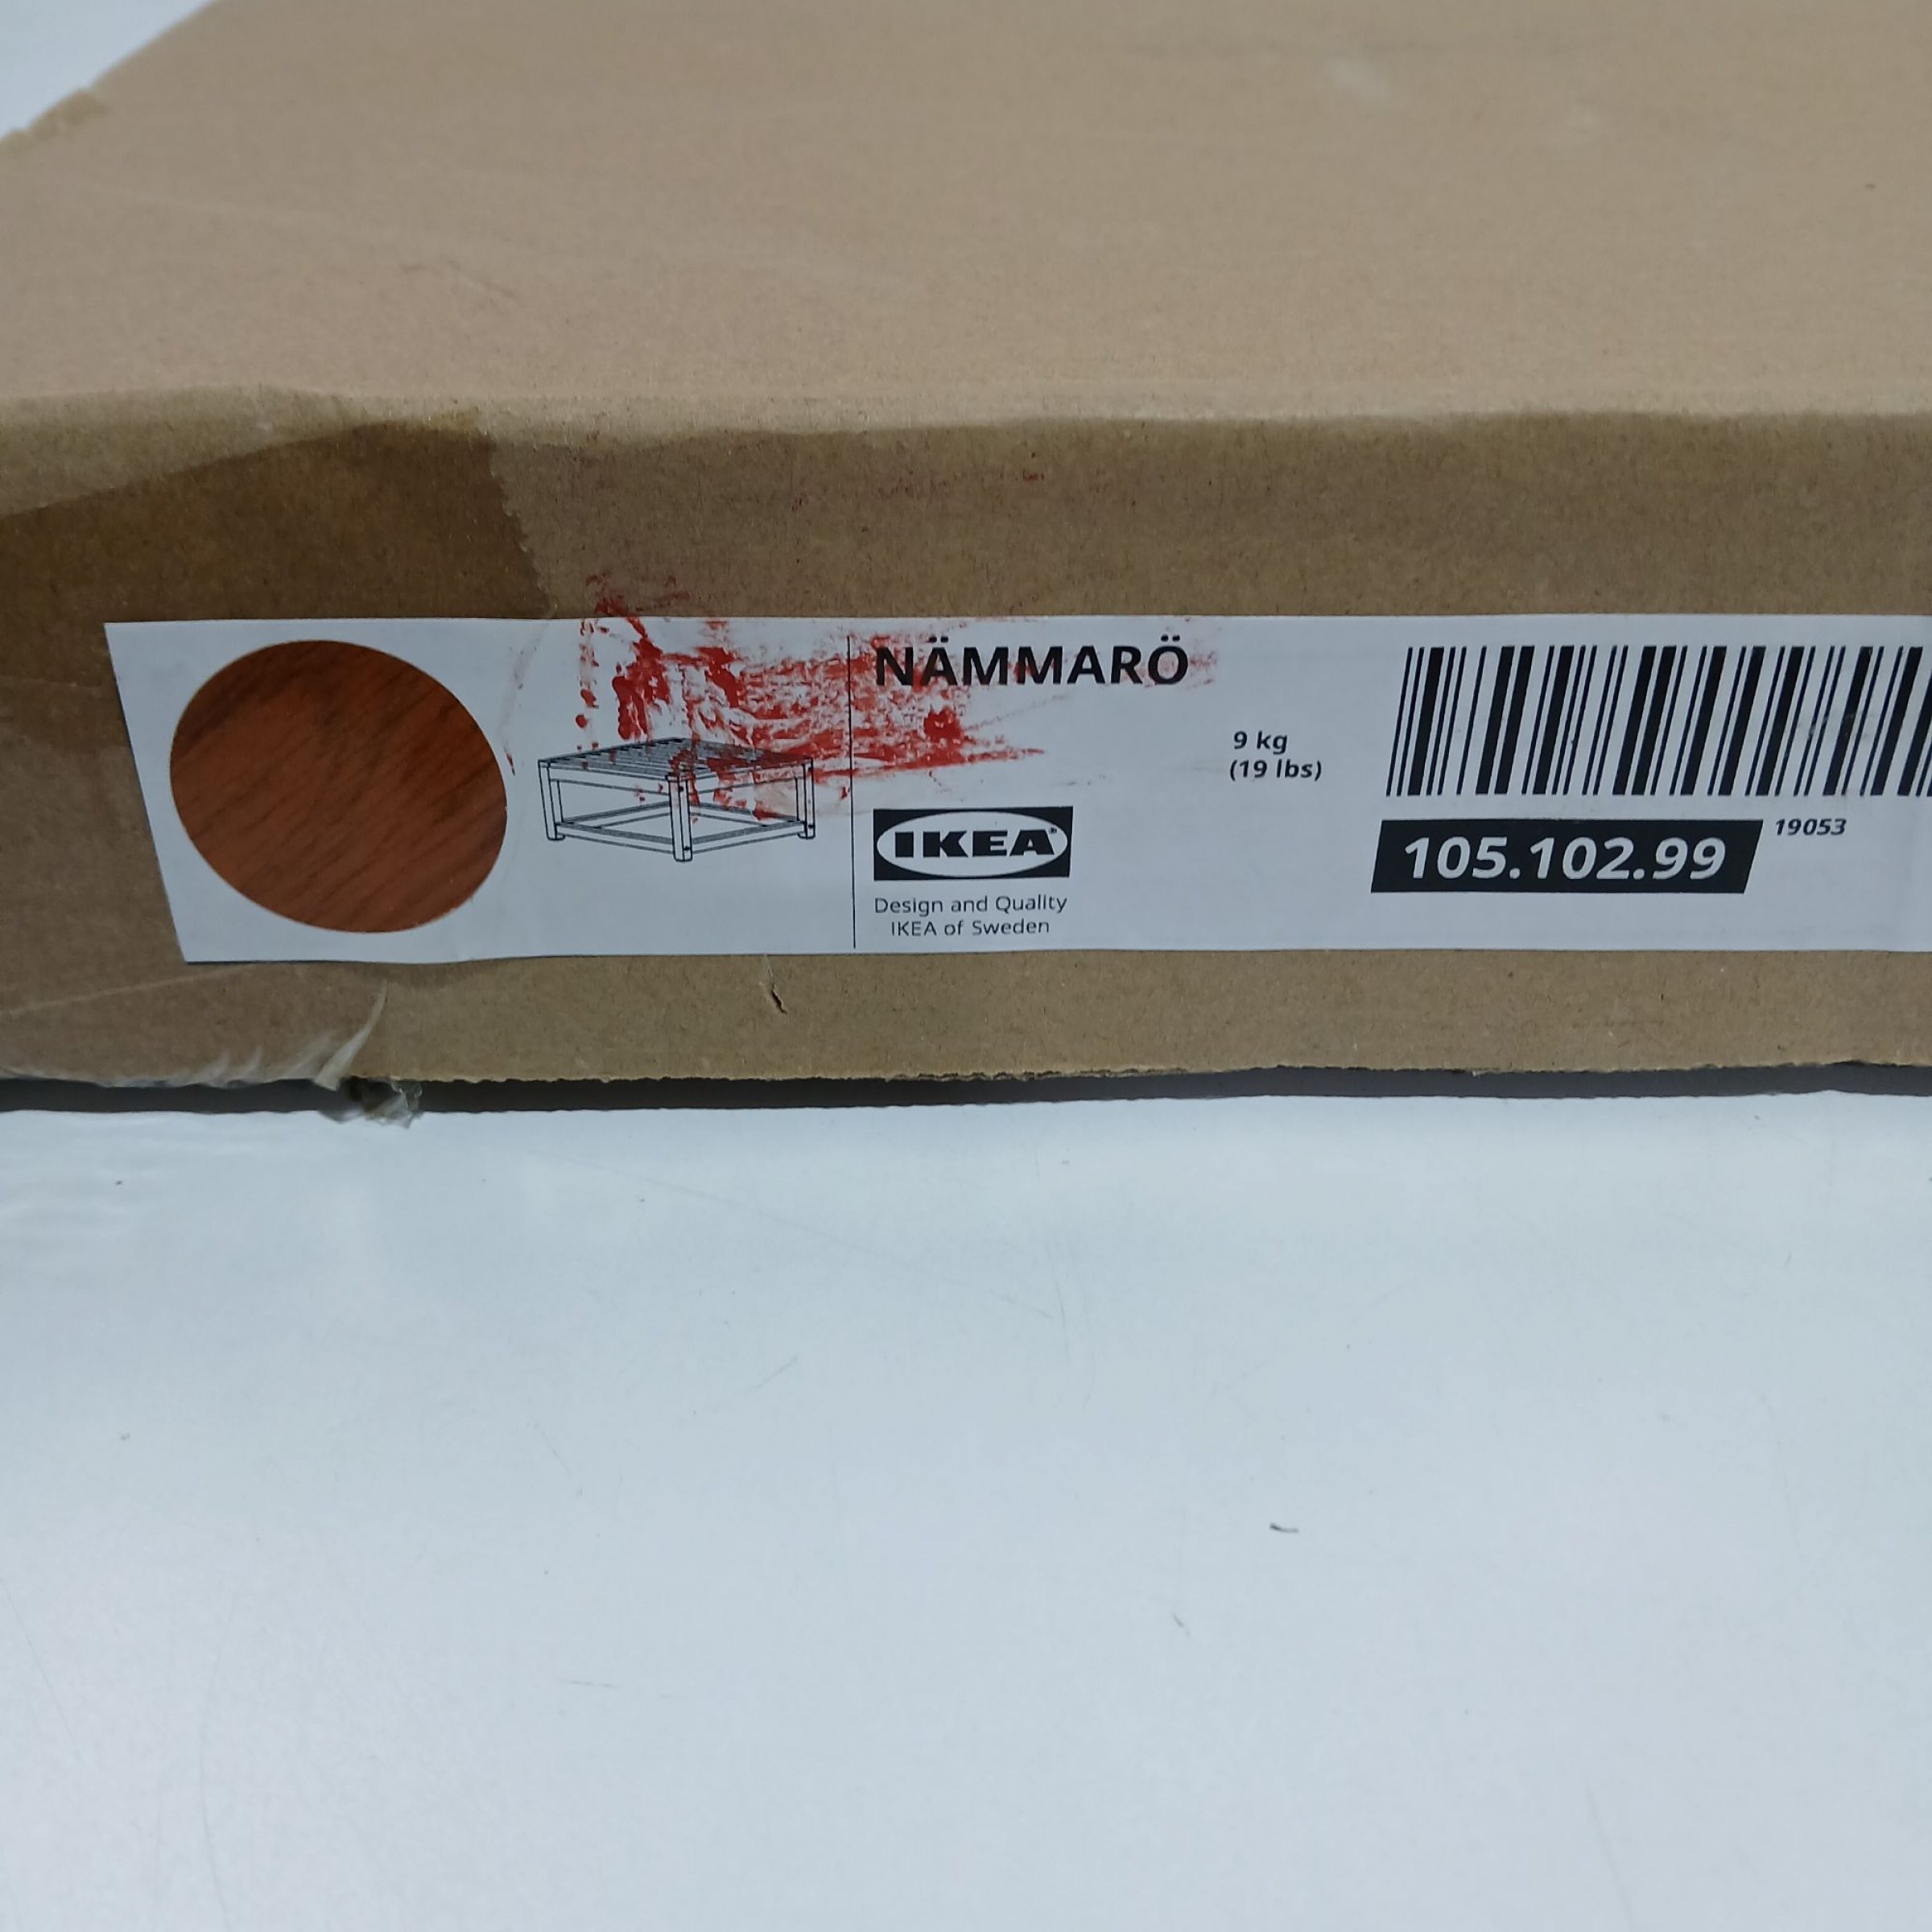 NÄMMARÖ
9 kg
(19 lbs)
IKEA®
Design and Quality
IKEA of Sweden
19053
105.102.99